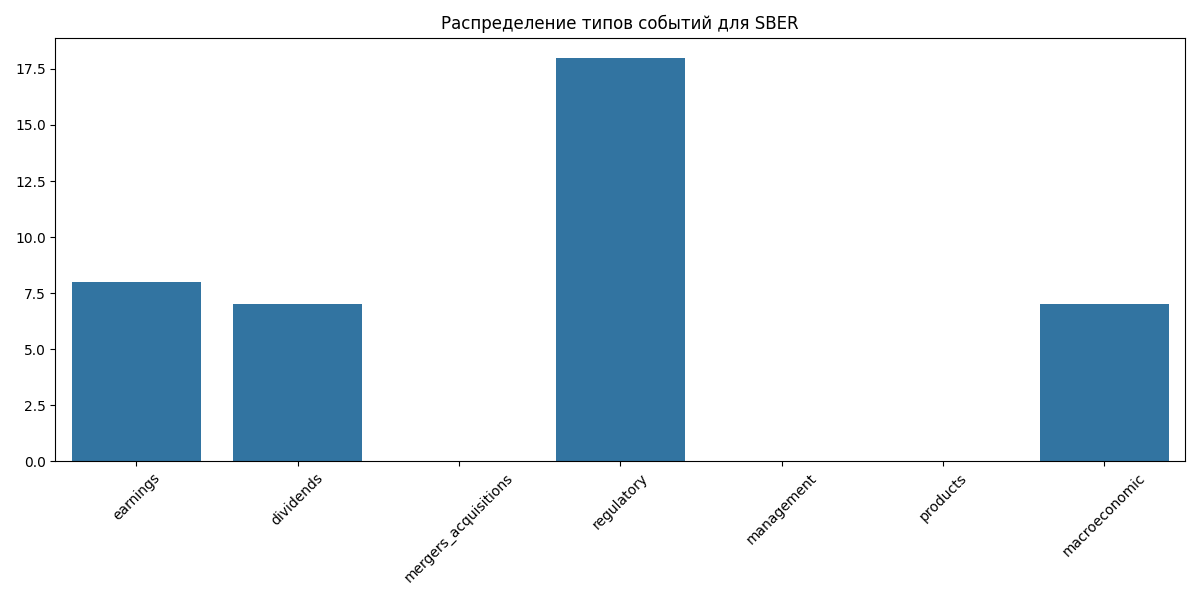 Распределение типов событий для SBER
17.5
15.0
12.5
10.0
7.5
5.0
2.5
0.0
earnings
dividends
mergers_acquisitions
regulatory
management
products
macroeconomic